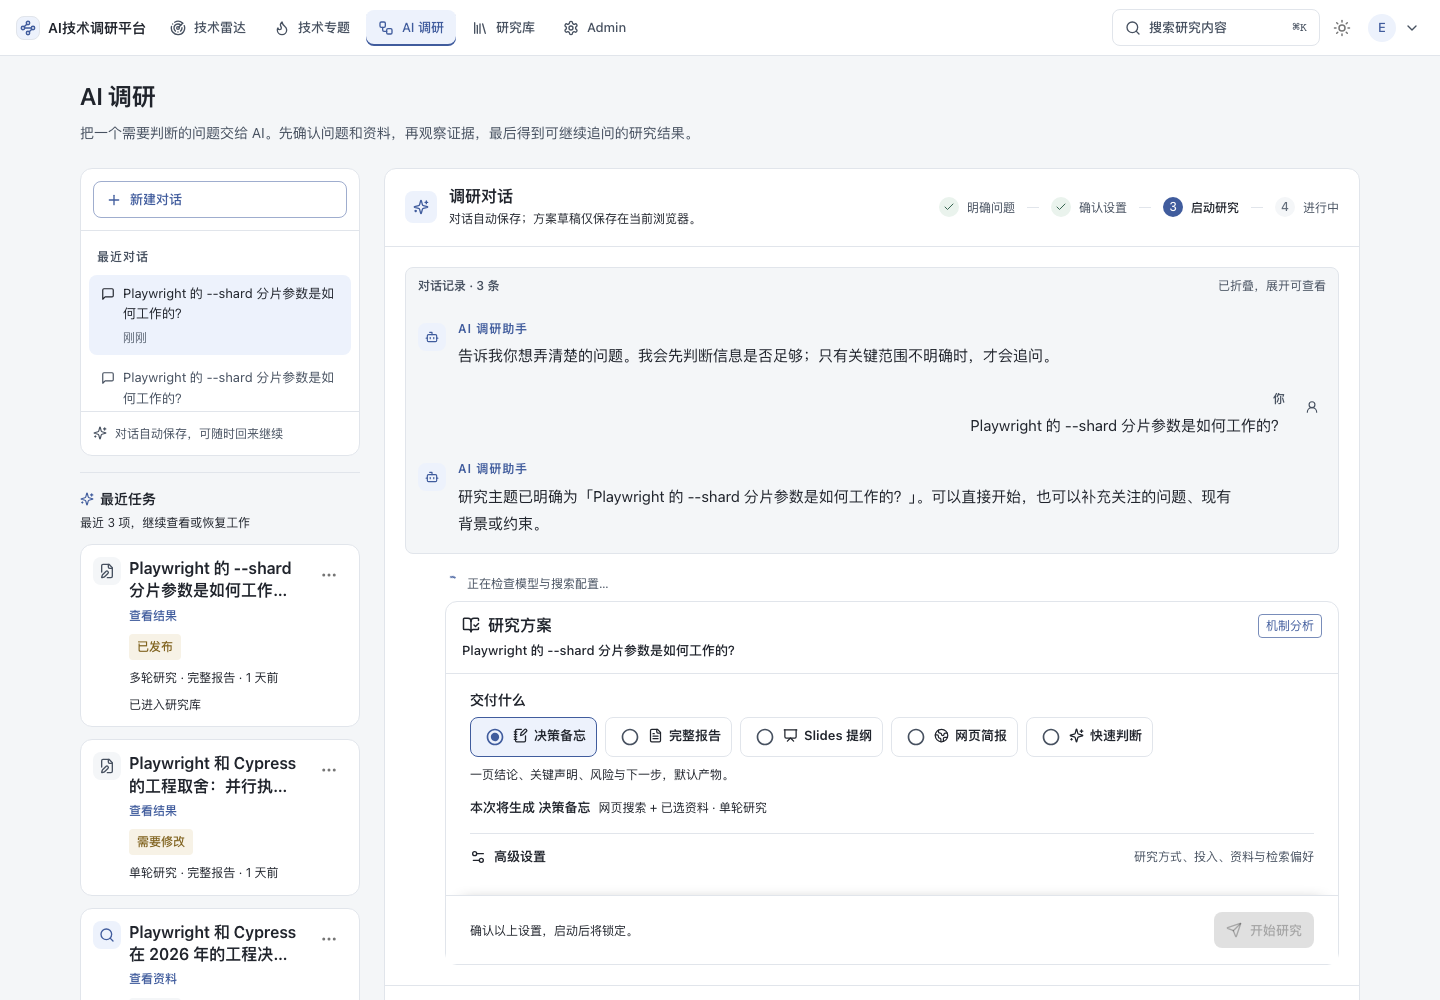 AI技术调研平台
技术雷达
技术专题
AI 调研
研究库
Admin
搜索研究内容
⌘K
E
AI 调研
把一个需要判断的问题交给 AI。先确认问题和资料，再观察证据，最后得到可继续追问的研究结果。
新建对话
最近对话
Playwright 的 --shard 分片参数是如
何工作的?
刚刚
Playwright 的 --shard 分片参数是如
何工作的?
对话自动保存，可随时回来继续
最近任务
最近 3 项，继续查看或恢复工作
Playwright 的 --shard
分片参数是如何工作...
查看结果
已发布
多轮研究 · 完整报告 · 1 天前
已进入研究库
Playwright 和 Cypress
的工程取舍：并行执...
查看结果
需要修改
单轮研究 · 完整报告 · 1 天前
Playwright 和 Cypress
在 2026 年的工程决...
查看资料
调研对话
对话自动保存；方案草稿仅保存在当前浏览器。
明确问题
确认设置
3 启动研究
4 进行中
对话记录 · 3 条
已折叠，展开可查看
AI 调研助手
告诉我你想弄清楚的问题。我会先判断信息是否足够；只有关键范围不明确时，才会追问。
你
Playwright 的 --shard 分片参数是如何工作的?
AI 调研助手
研究主题已明确为「Playwright 的 --shard 分片参数是如何工作的? 」。可以直接开始，也可以补充关注的问题、现有
背景或约束。
正在检查模型与搜索配置...
研究方案
机制分析
Playwright 的 --shard 分片参数是如何工作的?
交付什么
决策备忘
完整报告
Slides 提纲
网页简报
快速判断
一页结论、关键声明、风险与下一步，默认产物。
本次将生成 决策备忘 网页搜索 + 已选资料 · 单轮研究
高级设置
研究方式、投入、资料与检索偏好
确认以上设置，启动后将锁定。
开始研究